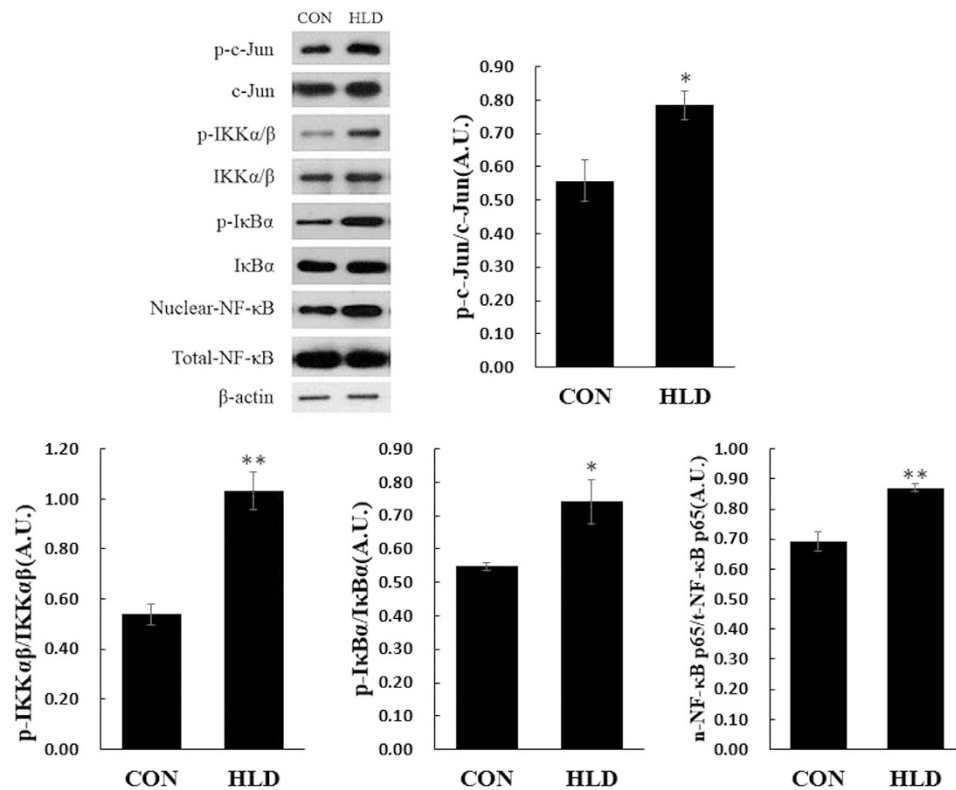 CON HLD
p-c-Jun
c-Jun
p-IKKα/β
IKKα/β
p-IκBα
IκBα
Nuclear-NF-κB
Total-NF-κB
β-actin
p-c-Jun/c-Jun(A.U.)
0.90
0.80
0.70
0.60
0.50
0.40
0.30
0.20
0.10
0.00
*
CON HLD
p-IKKαβ/IKKαβ(A.U.)
1.20
1.00
0.80
0.60
0.40
0.20
0.00
**
CON HLD
p-IκBα/IκBα(A.U.)
0.90
0.80
0.70
0.60
0.50
0.40
0.30
0.20
0.10
0.00
*
CON HLD
n-NF-κB p65/t-NF-κB p65(A.U.)
1.00
0.90
0.80
0.70
0.60
0.50
0.40
0.30
0.20
0.10
0.00
**
CON HLD